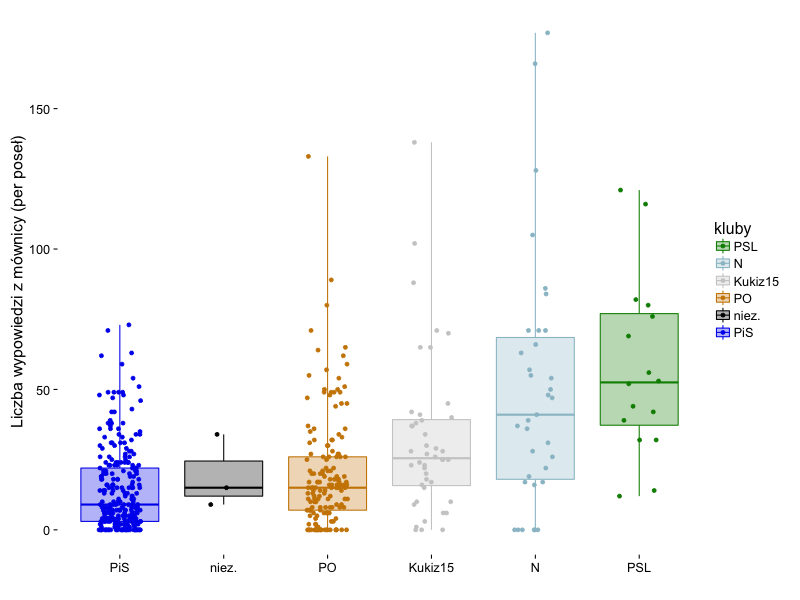 Liczba wypowiedzi z mównicy (per poseł)
150
100
50
0
PiS
niez.
PO
Kukiz15
N
PSL
kluby
PSL
N
Kukiz15
PO
niez.
PiS